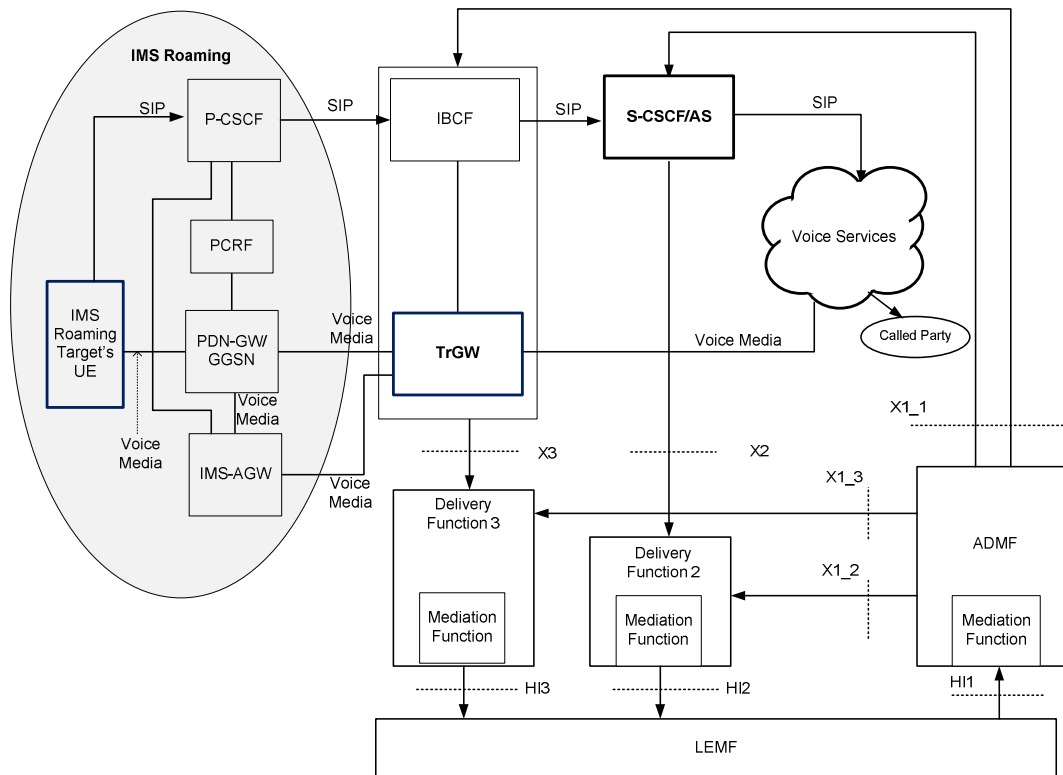 IMS Roaming
SIP
P-CSCF
SIP
IBCF
SIP
S-CSCF/AS
SIP
PCRF
Voice Services
IMS
Roaming
Target's
UE
PDN-GW/
GGSN
Voice
Media
TrGW
Voice Media
Called Party
Voice
Media
Voice
Media
IMS-AGW
Voice
Media
X3
X2
X1_1
X1_3
Delivery
Function 3
Delivery
Function 2
ADMF
X1_2
Mediation
Function
Mediation
Function
Mediation
Function
HI3
HI2
HI1
LEMF